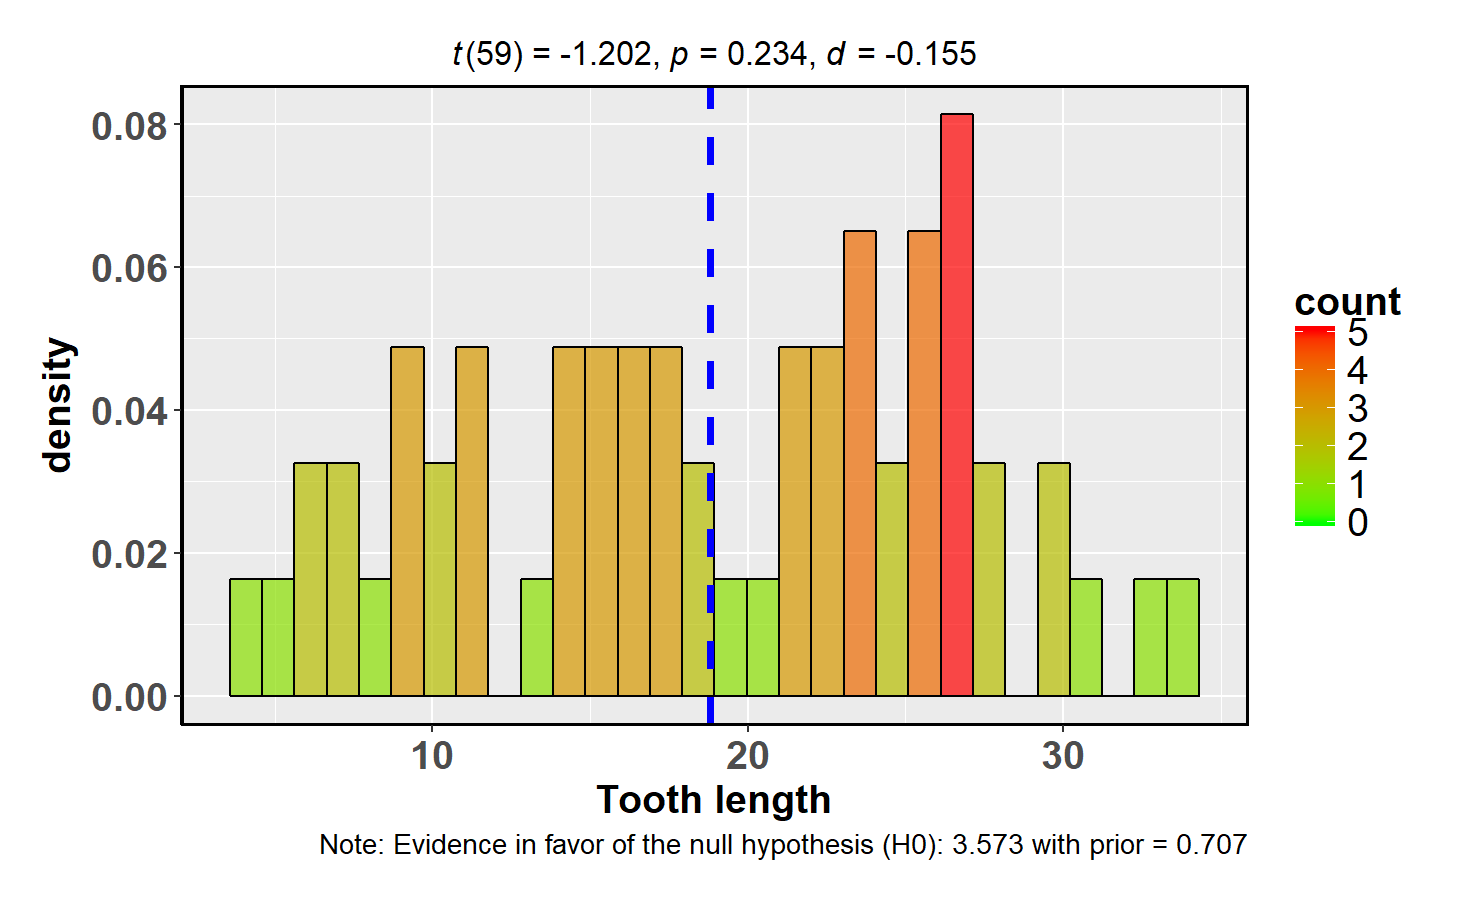 t(59) = -1.202, p = 0.234, d = -0.155
density
0.08
0.06
0.04
0.02
0.00
10 20 30
Tooth length
count
5
4
3
2
1
0
Note: Evidence in favor of the null hypothesis (H0): 3.573 with prior = 0.707